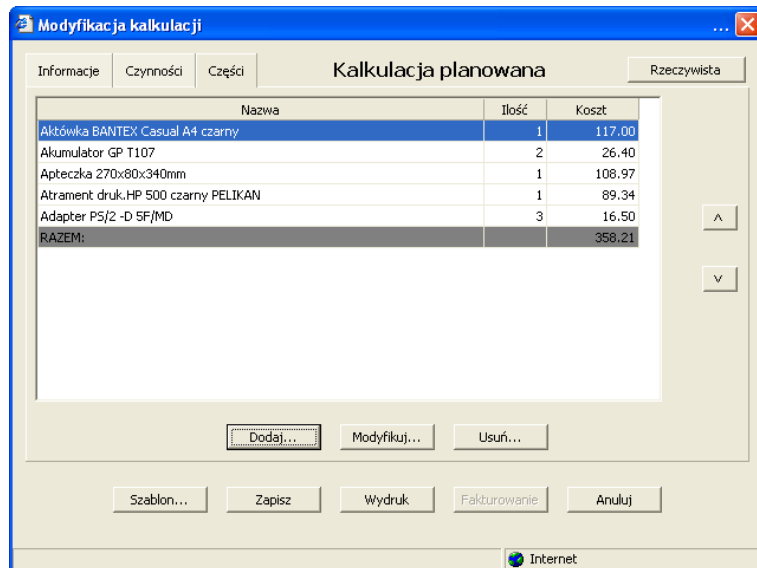 Modyfikacja kalkulacji ...
Informacje Czynności Części Kalkulacja planowana Rzeczywista
Nazwa Ilość Koszt
Aktówka BANTEX Casual A4 czarny 1 117.00
Akumulator GP T107 2 26.40
Apteczka 270x80x340mm 1 108.97
Atrament druk.HP 500 czarny PELIKAN 1 89.34
Adapter PS/2 -D 5F/MD 3 16.50
RAZEM: 358.21
Dodaj... Modyfikuj... Usuń...
Szablon... Zapisz Wydruk Fakturowanie Anuluj
Internet